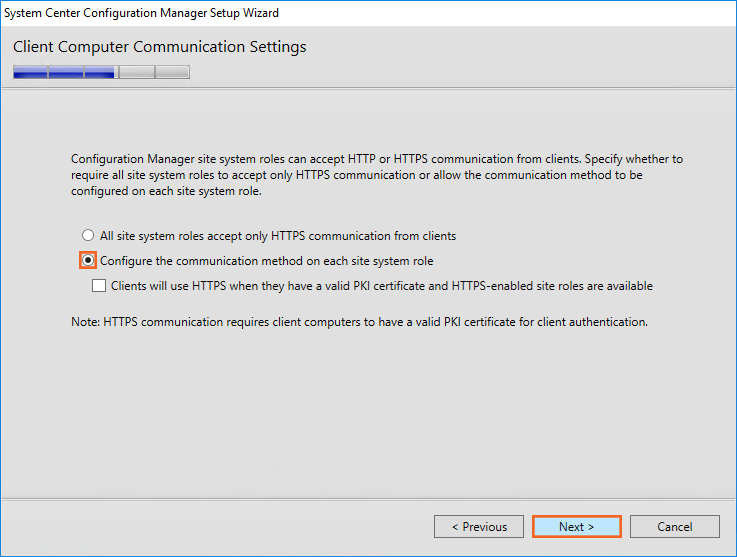 System Center Configuration Manager Setup Wizard
Client Computer Communication Settings
Configuration Manager site system roles can accept HTTP or HTTPS communication from clients. Specify whether to
require all site system roles to accept only HTTPS communication or allow the communication method to be
configured on each site system role.
All site system roles accept only HTTPS communication from clients
Configure the communication method on each site system role
Clients will use HTTPS when they have a valid PKI certificate and HTTPS-enabled site roles are available
Note: HTTPS communication requires client computers to have a valid PKI certificate for client authentication.
< Previous Next > Cancel